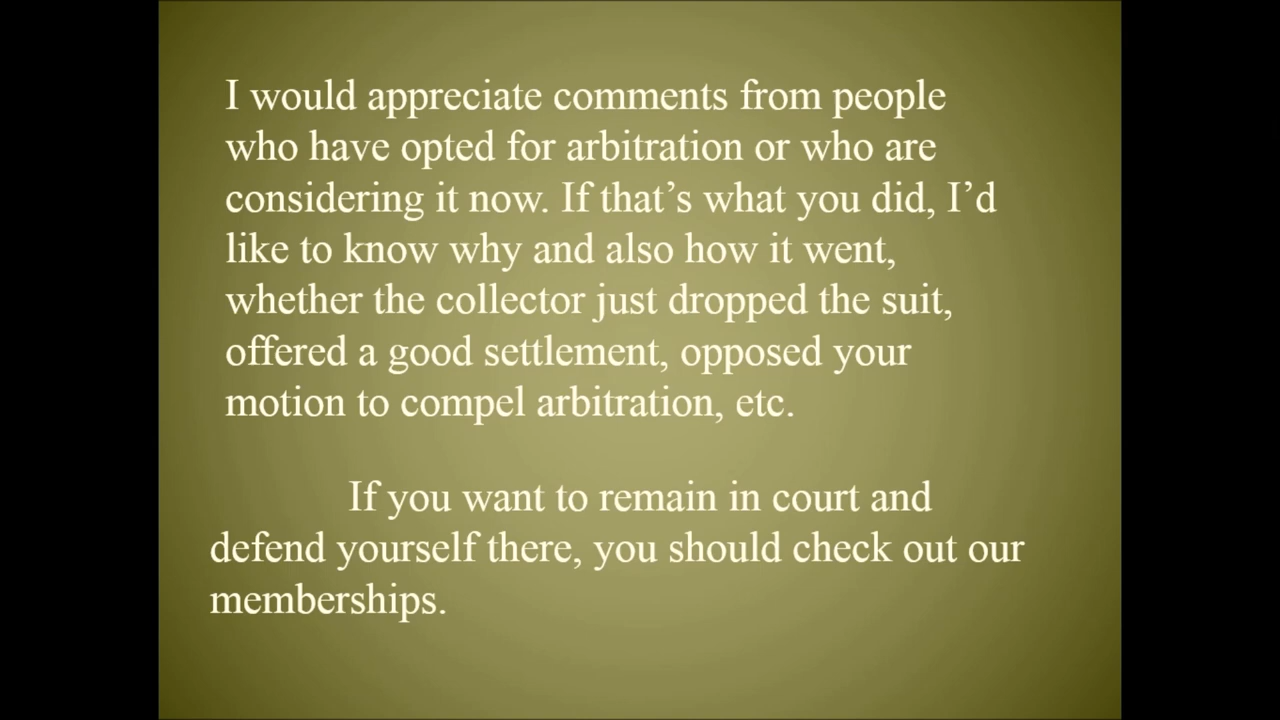 I would appreciate comments from people
who have opted for arbitration or who are
considering it now. If that’s what you did, I’d
like to know why and also how it went,
whether the collector just dropped the suit,
offered a good settlement, opposed your
motion to compel arbitration, etc.
If you want to remain in court and
defend yourself there, you should check out our
memberships.